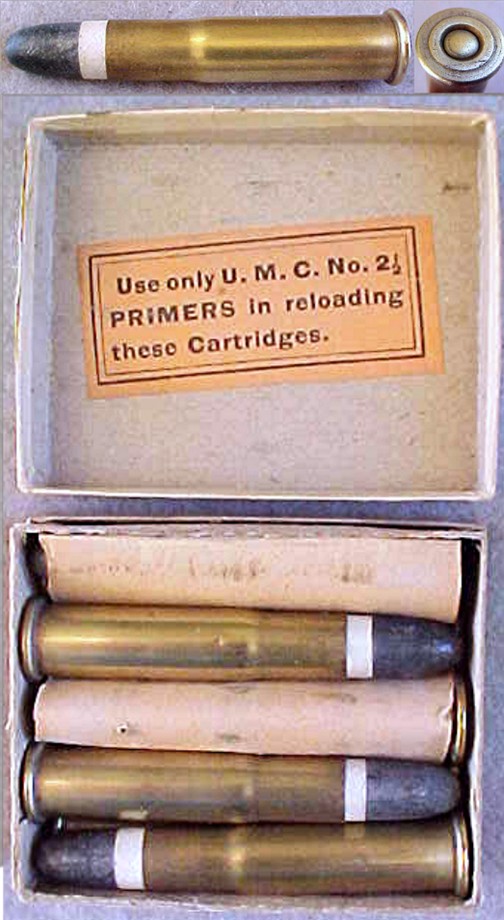 Use only U. M. C. No. 2½
PRIMERS in reloading
these Cartridges.